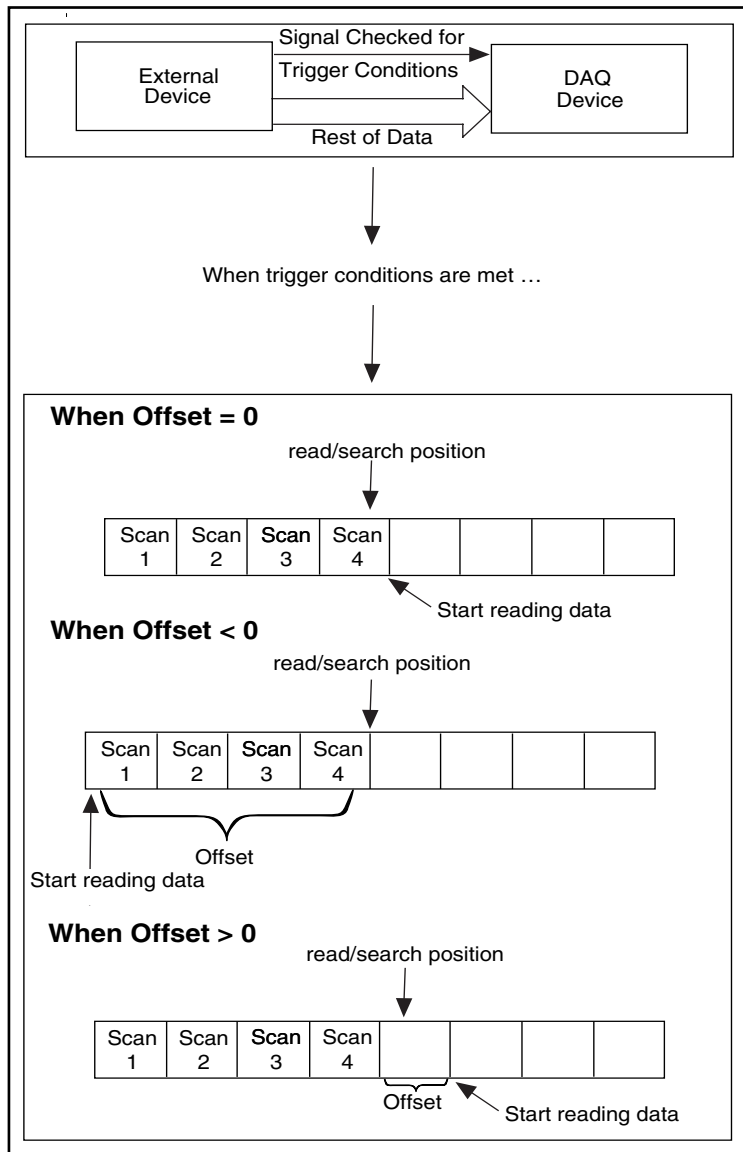 Signal Checked for
Trigger Conditions
External
Device
DAQ
Device
Rest of Data
When trigger conditions are met …
When Offset = 0
read/search position
Scan Scan Scan Scan
1 2 3 4
Start reading data
When Offset < 0
read/search position
Scan Scan Scan Scan
1 2 3 4
Offset
Start reading data
When Offset > 0
read/search position
Scan Scan Scan Scan
1 2 3 4
Offset
Start reading data